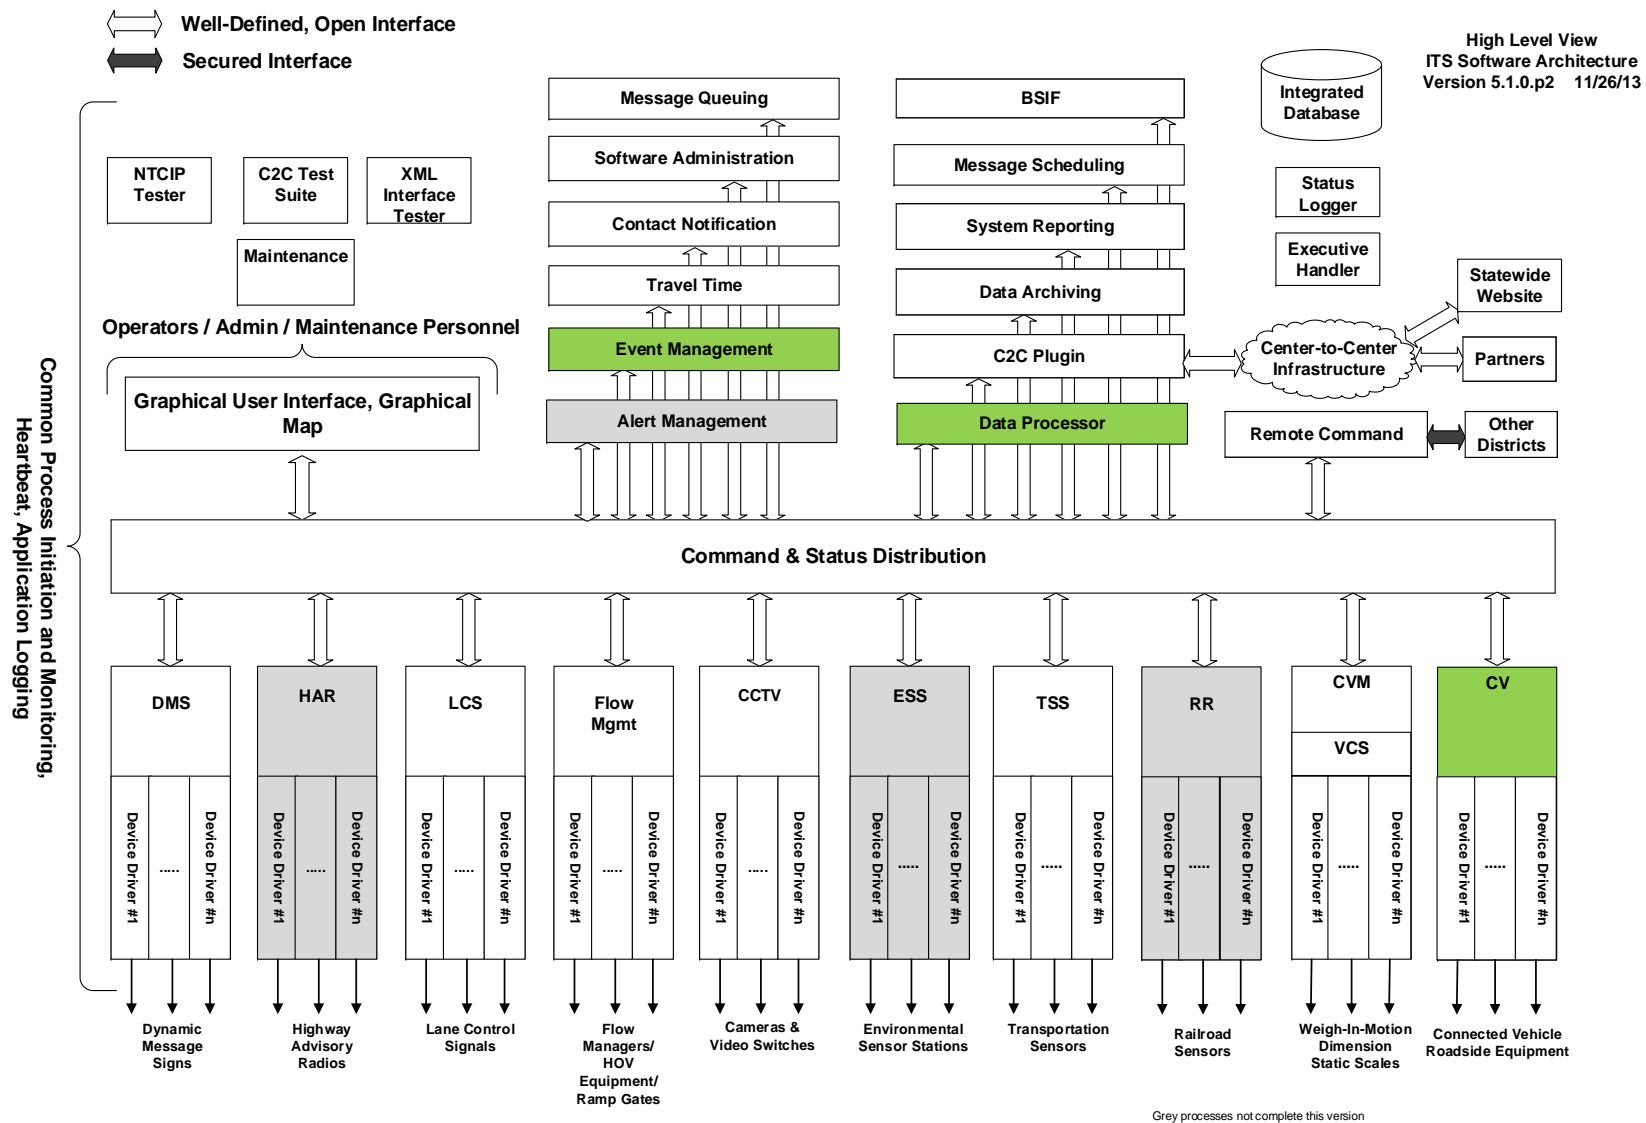 Well-Defined, Open Interface
Secured Interface
High Level View
ITS Software Architecture
Version 5.1.0.p2 11/26/13
Message Queuing
Software Administration
Contact Notification
Travel Time
Event Management
Alert Management
BSIF
Message Scheduling
System Reporting
Data Archiving
C2C Plugin
Data Processor
Integrated
Database
Status
Logger
Executive
Handler
Statewide
Website
Center-to-Center
Infrastructure
Partners
Remote Command
Other
Districts
NTCIP
Tester
C2C Test
Suite
XML
Interface
Tester
Maintenance
Operators / Admin / Maintenance Personnel
Graphical User Interface, Graphical
Map
Common Process Initiation and Monitoring,
Heartbeat, Application Logging
Command & Status Distribution
DMS
Device Driver #1
.....
Device Driver #n
Dynamic
Message
Signs
HAR
Device Driver #1
.....
Device Driver #n
Highway
Advisory
Radios
LCS
Device Driver #1
.....
Device Driver #n
Lane Control
Signals
Flow
Mgmt
Device Driver #1
.....
Device Driver #n
Flow
Managers/
HOV
Equipment/
Ramp Gates
CCTV
Device Driver #1
.....
Device Driver #n
Cameras &
Video Switches
ESS
Device Driver #1
.....
Device Driver #n
Environmental
Sensor Stations
TSS
Device Driver #1
.....
Device Driver #n
Transportation
Sensors
RR
Device Driver #1
.....
Device Driver #n
Railroad
Sensors
CVM
VCS
Device Driver #1
.....
Device Driver #n
Weigh-In-Motion
Dimension
Static Scales
CV
Device Driver #1
.....
Device Driver #n
Connected Vehicle
Roadside Equipment
Grey processes not complete this version